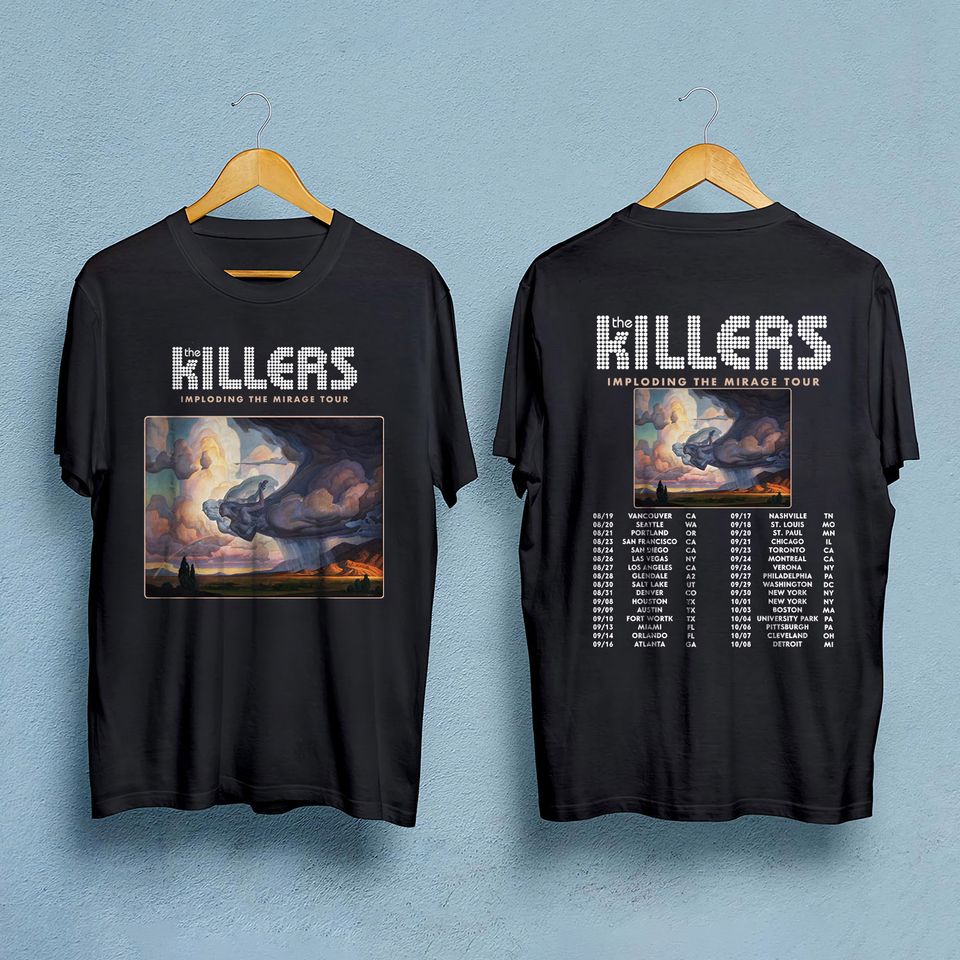 the KILLERS
IMPLODING THE MIRAGE TOUR
the KILLERS
IMPLODING THE MIRAGE TOUR
08/19 VANCOUVER CA 09/17 NASHVILLE TN
08/20 SEAYTLE WA 09/18 ST. LOUIS MO
08/21 PORTLAND OR 09/20 ST. PAUL MN
08/23 SAN FRANCISCO CA 09/21 CHICAGO IL
08/24 SAN DIEGO CA 09/23 TORONTO CA
08/26 LAS VEGAS NY 09/24 MONTREAL CA
08/27 LOS ANGELES CA 09/26 VERONA NY
08/28 GLENDALE A2 09/27 PHILADELPHIA PA
08/30 SALT LAKE UT 09/29 WASHINGTON DC
08/31 DENVER CO 09/30 NEW YORK NY
09/08 HOUSTON TX 10/01 NEW YORK NY
09/09 AUSTIN TX 10/03 BOSTON MA
09/10 FORT WORTK TX 10/04 UNIVERSITY PARK PA
09/13 MIAMI FL 10/06 PITTSBURGH PA
09/14 ORLANDO FL 10/07 CLEVELAND OH
09/16 ATLANTA GA 10/08 DETROIT MI